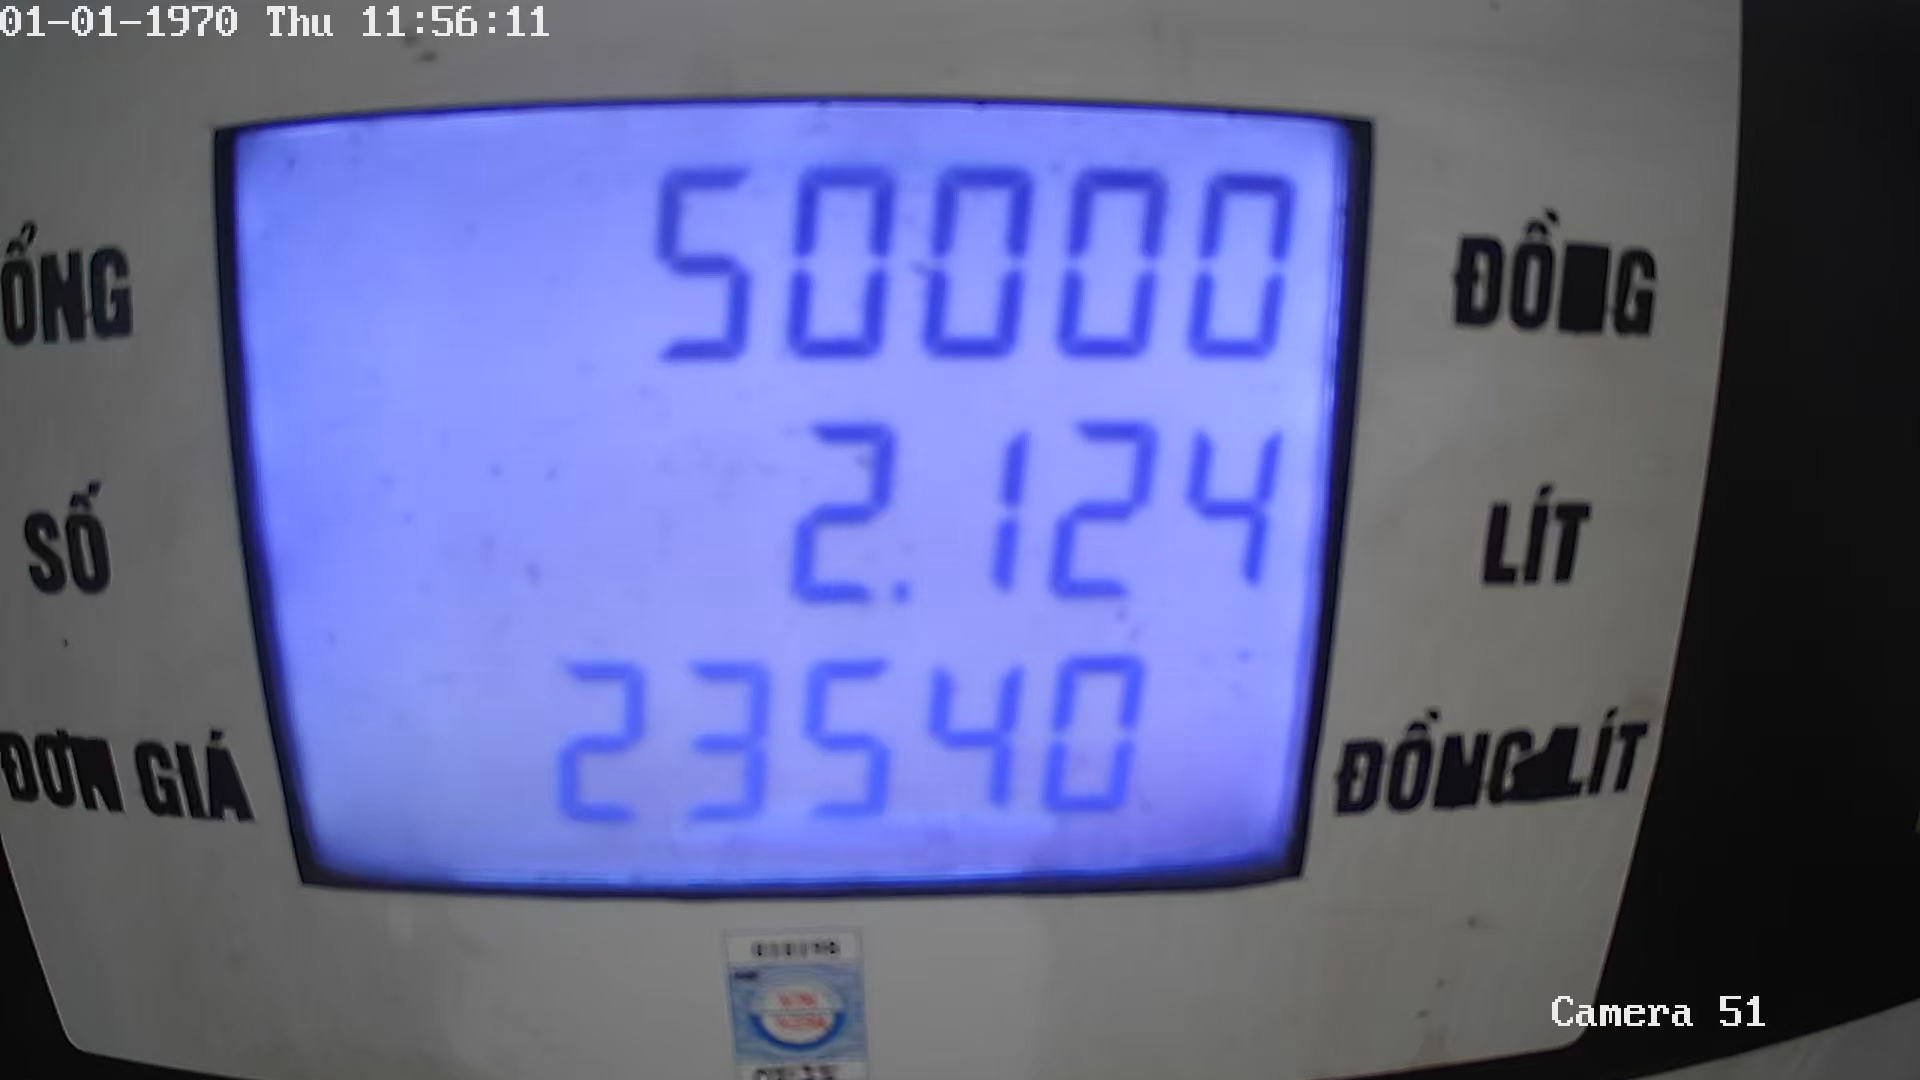 01-01-1970 Thu 11:56:11
50000
ỔNG ĐỒNG
2.124
SỐ LÍT
23540
ĐƠN GIÁ ĐỒNG/LÍT
Camera 51